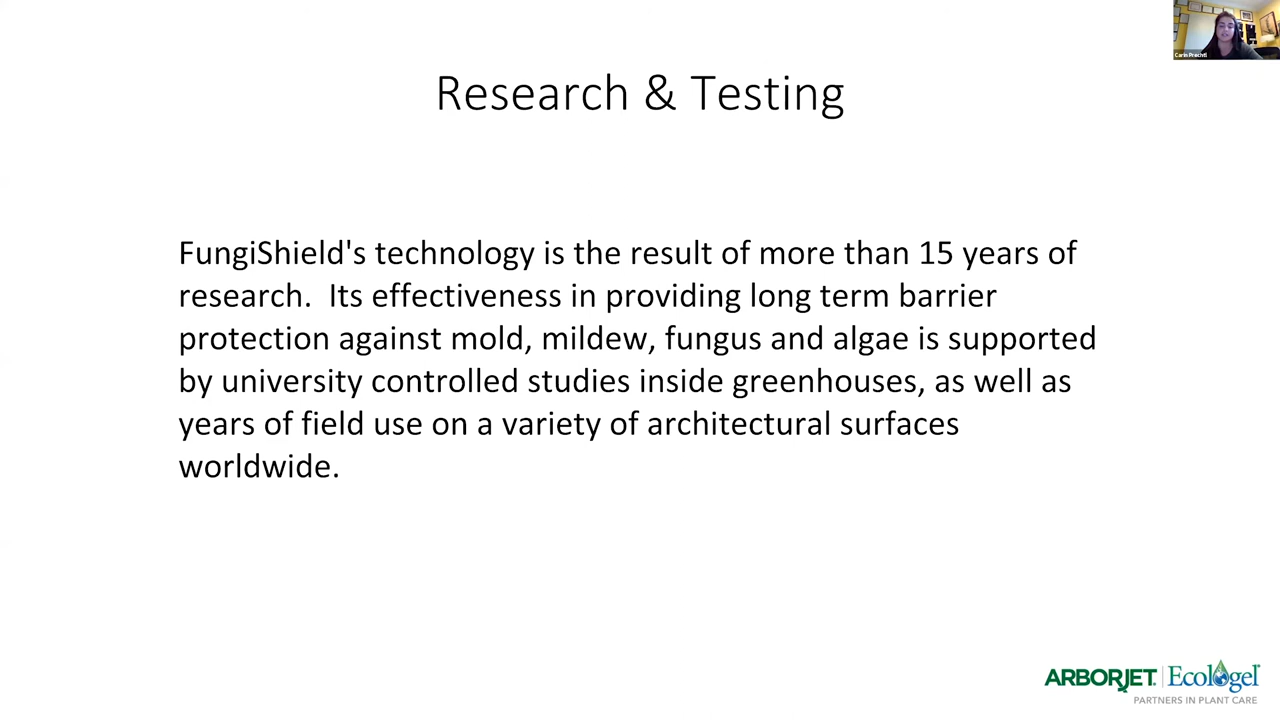 Carin Prechtl
Research & Testing
FungiShield's technology is the result of more than 15 years of
research.  Its effectiveness in providing long term barrier
protection against mold, mildew, fungus and algae is supported
by university controlled studies inside greenhouses, as well as
years of field use on a variety of architectural surfaces
worldwide.
ARBORJET Ecologel
PARTNERS IN PLANT CARE